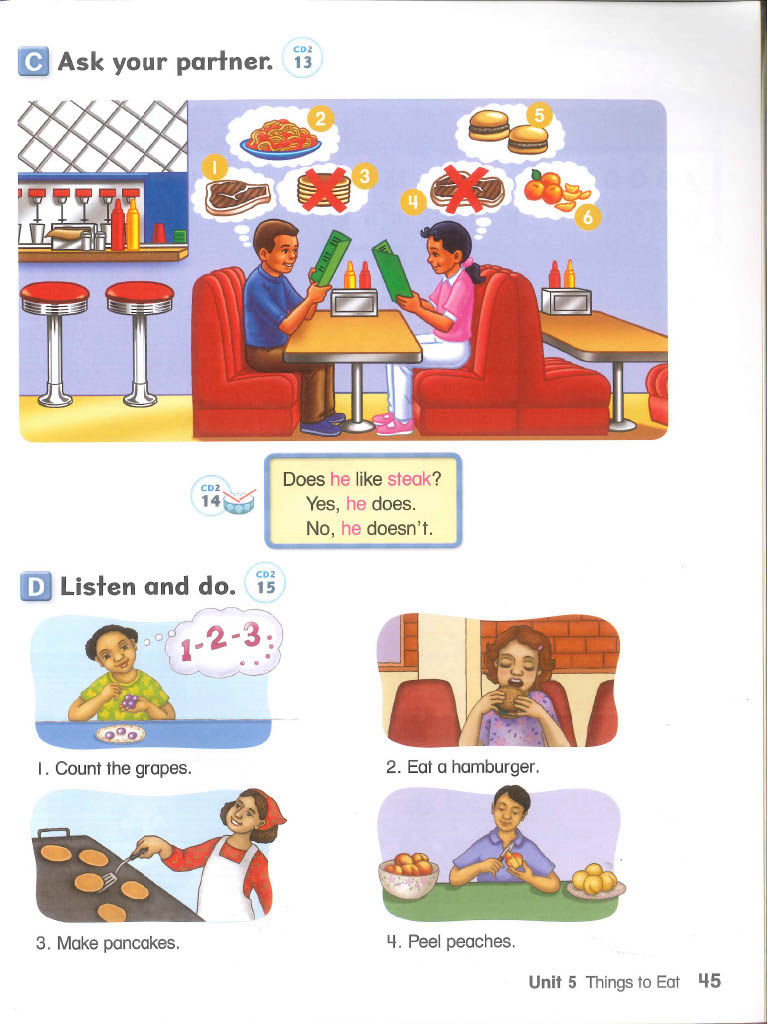 C Ask your partner. CD2 13
1
2
3
4
5
6
CD2 14
Does he like steak?
Yes, he does.
No, he doesn't.
D Listen and do. CD2 15
1-2-3...
1. Count the grapes.
2. Eat a hamburger.
3. Make pancakes.
4. Peel peaches.
Unit 5 Things to Eat 45